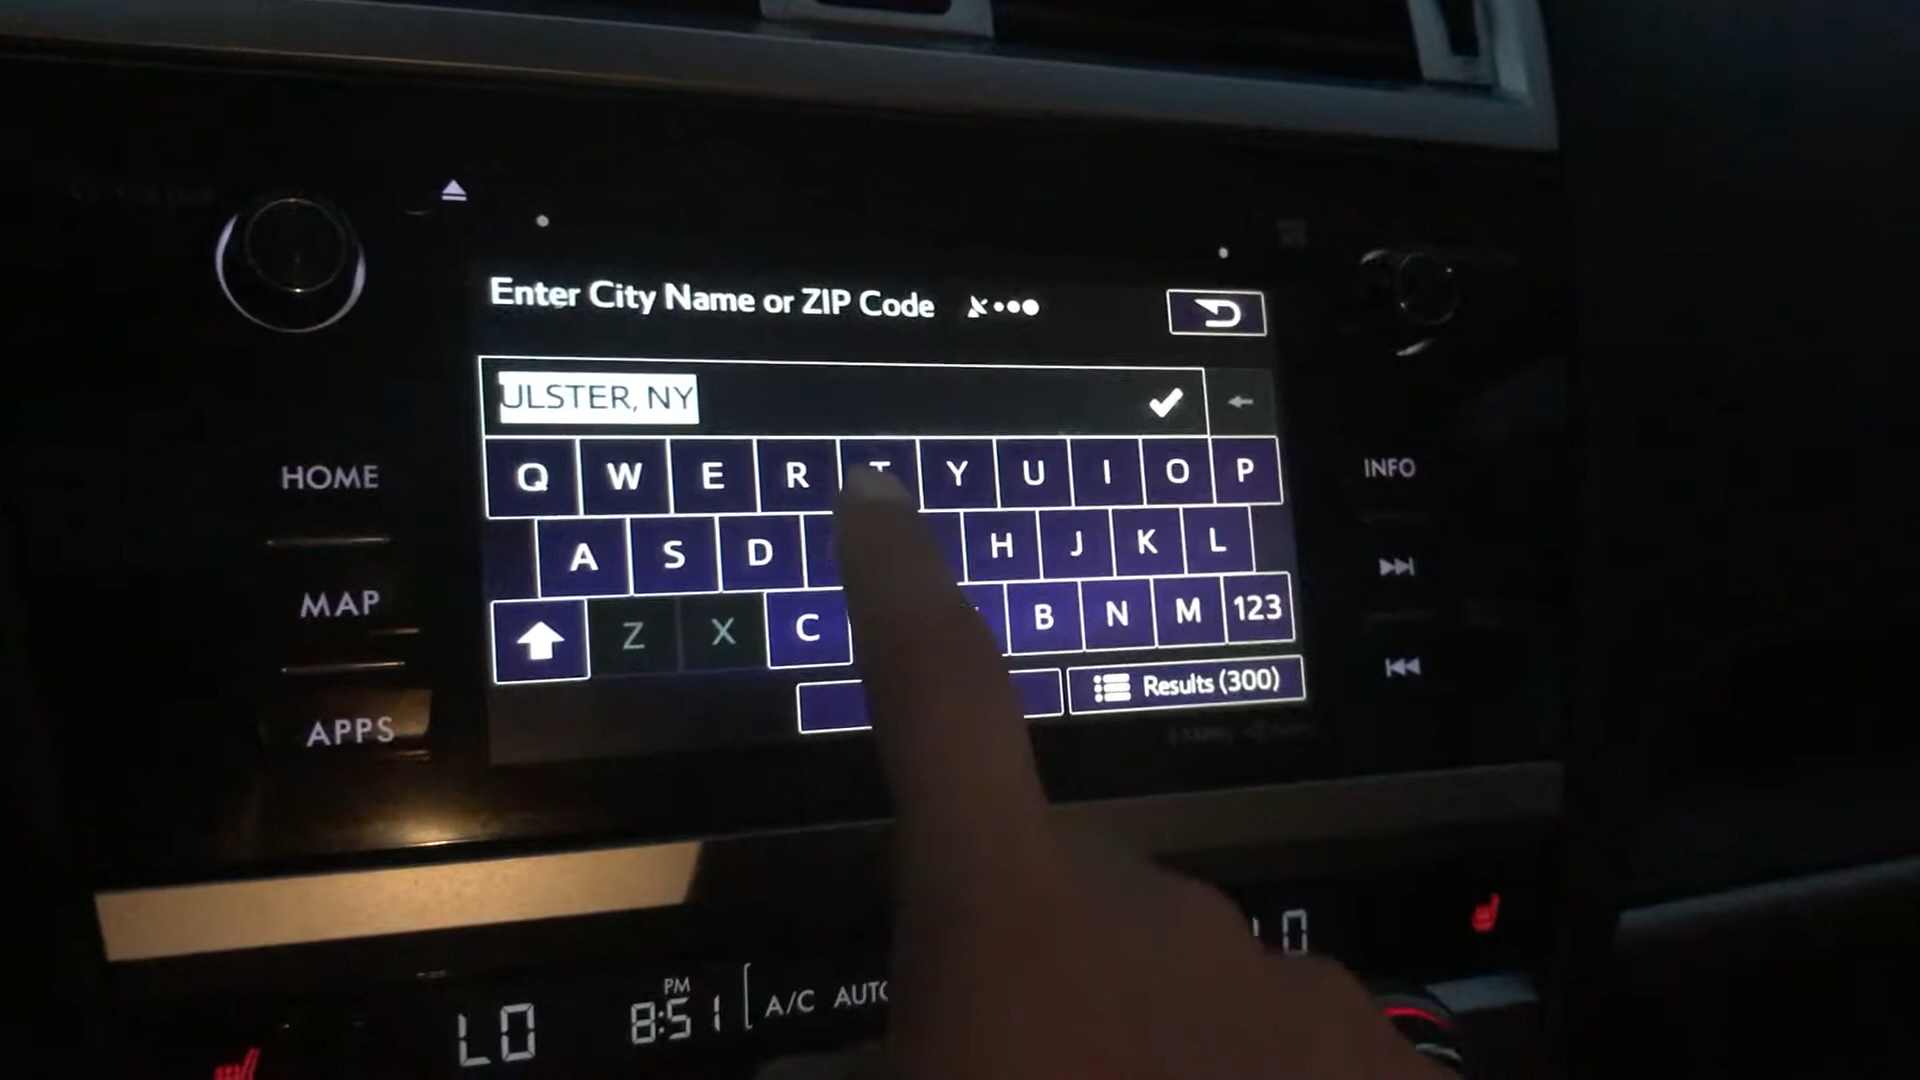 Enter City Name or ZIP Code
ULSTER, NY
Q W E R T Y U I O P
A S D H J K L
Z X C B N M 123
Results (300)
HOME
MAP
APPS
INFO
LO
PM
8:51
A/C AUTO
LO